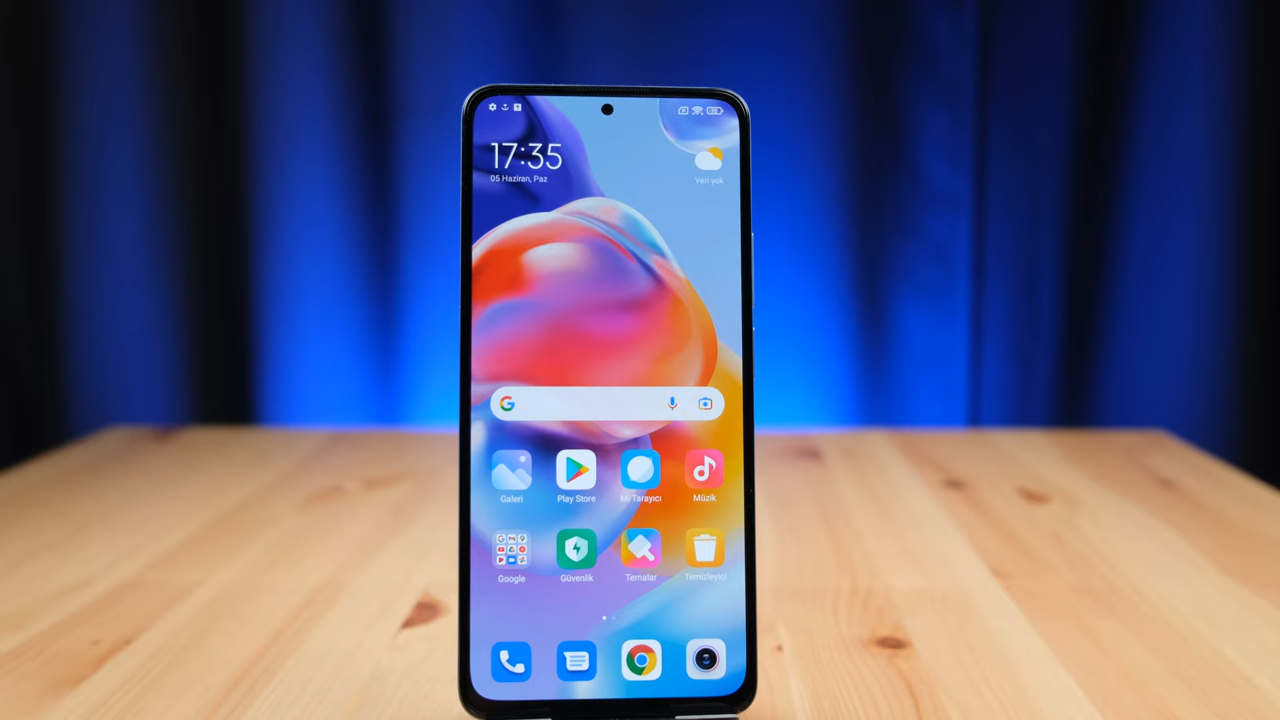 17:35
05 Haziran, Paz
Veri yok
Galeri
Play Store
Mi Tarayıcı
Müzik
Google
Güvenlik
Temalar
Temizleyici